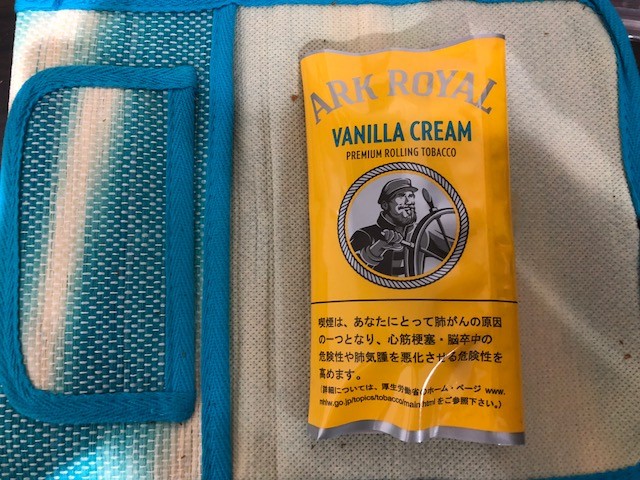 ARK ROYAL
VANILLA CREAM
PREMIUM ROLLING TOBACCO
喫煙は、あなたにとって肺がんの原因
の一つとなり、心筋梗塞・脳卒中の
危険性や肺気腫を悪化させる危険性を
高めます。
(詳細については、厚生労働省のホーム・ページ www.
mhlw.go.jp/topics/tobacco/main.html をご参照下さい。)